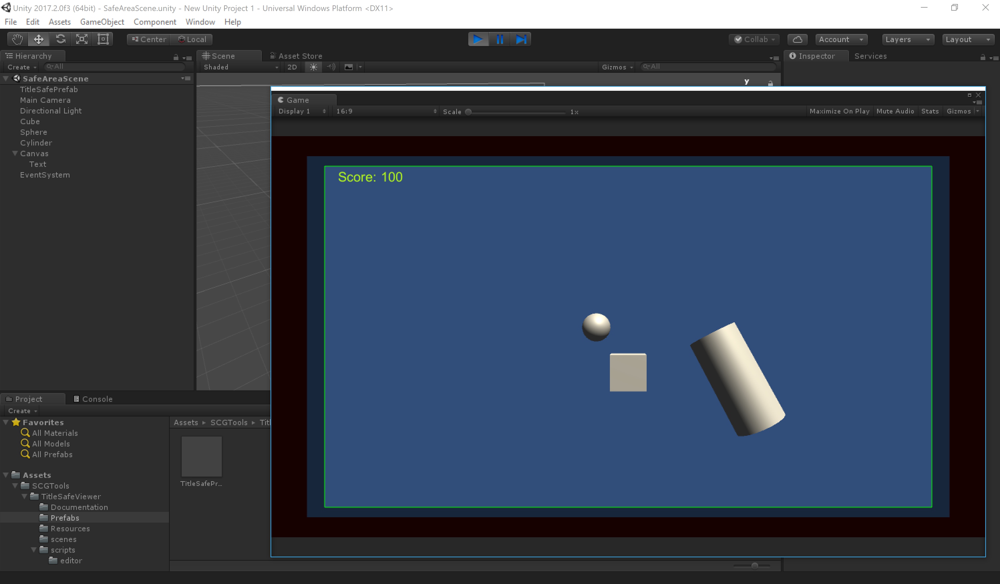 Unity 2017.2.0f3 (64bit) - SafeAreaScene.unity - New Unity Project 1 - Universal Windows Platform <DX11>
File Edit Assets GameObject Component Window Help
Center Local Collab Account Layers Layout
Hierarchy
Create All
SafeAreaScene
TitleSafePrefab
Main Camera
Directional Light
Cube
Sphere
Cylinder
Canvas
Text
EventSystem
Scene Asset Store
Shaded 2D Gizmos All
y
Inspector Services
Game
Display 1 16:9 Scale 1x Maximize On Play Mute Audio Stats Gizmos
Score: 100
Project Console
Create
Favorites
All Materials
All Models
All Prefabs
Assets
SCGTools
TitleSafeViewer
Documentation
Prefabs
Resources
scenes
scripts
editor
Assets ▸ SCGTools ▸ Titl
TitleSafePr...